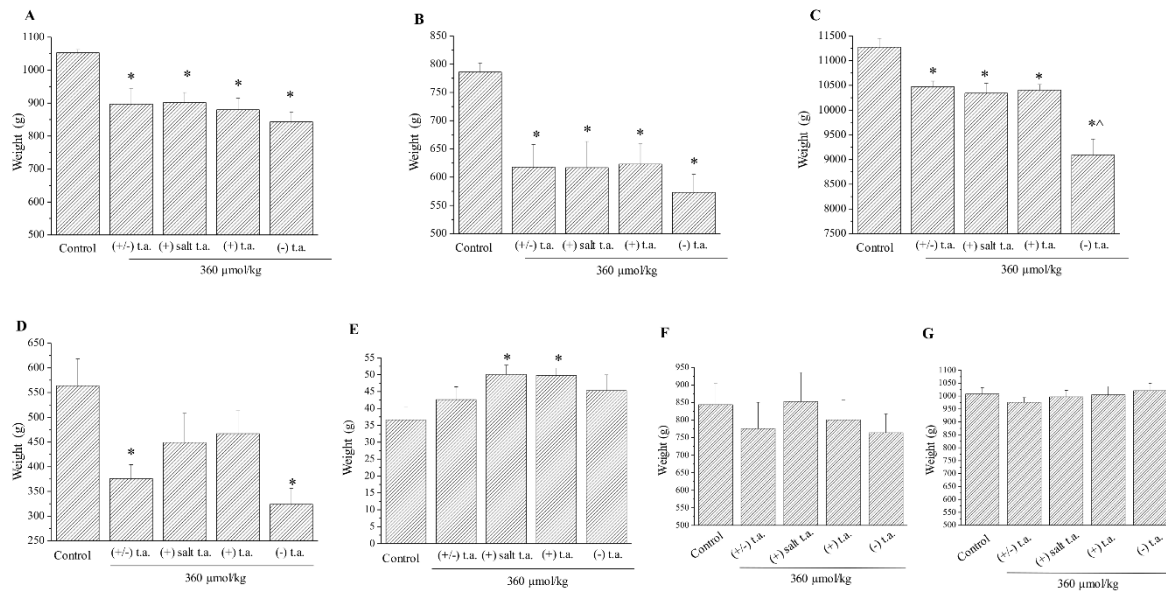 A
Weight (g)
1100
1000
900
800
700
600
500
* * * *
Control (+/-) t.a. (+) salt t.a. (+) t.a. (-) t.a.
360 µmol/kg
B
Weight (g)
850
800
750
700
650
600
550
500
* * * *
Control (+/-) t.a. (+) salt t.a. (+) t.a. (-) t.a.
360 µmol/kg
C
Weight (g)
11500
11000
10500
10000
9500
9000
8500
8000
7500
* * * *^
Control (+/-) t.a. (+) salt t.a. (+) t.a. (-) t.a.
360 µmol/kg
D
Weight (g)
650
600
550
500
450
400
350
300
250
* *
Control (+/-) t.a. (+) salt t.a. (+) t.a. (-) t.a.
360 µmol/kg
E
Weight (g)
55
50
45
40
35
30
25
20
15
10
5
0
* *
Control (+/-) t.a. (+) salt t.a. (+) t.a. (-) t.a.
360 µmol/kg
F
Weight (g)
950
900
850
800
750
700
650
600
550
500
Control (+/-) t.a. (+) salt t.a. (+) t.a. (-) t.a.
360 µmol/kg
G
Weight (g)
1100
1050
1000
950
900
850
800
750
700
650
600
550
500
Control (+/-) t.a. (+) salt t.a. (+) t.a. (-) t.a.
360 µmol/kg